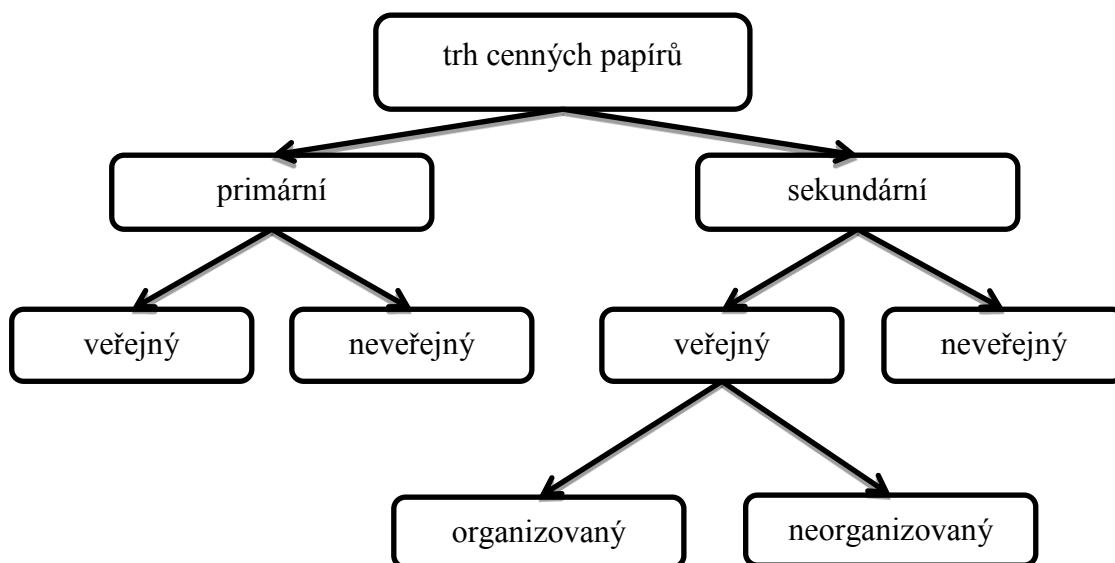 trh cenných papírů
primární
sekundární
veřejný
neveřejný
veřejný
neveřejný
organizovaný
neorganizovaný